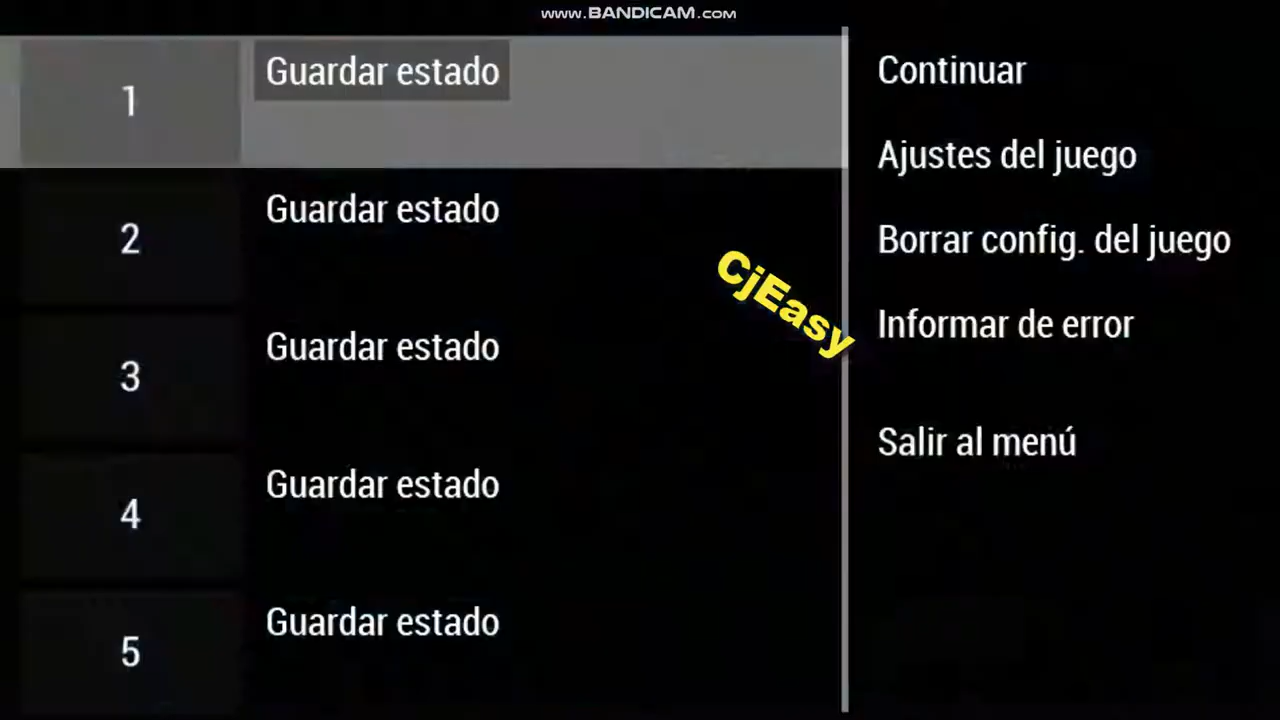 www.BANDICAM.com
1
Guardar estado
2
Guardar estado
3
Guardar estado
4
Guardar estado
5
Guardar estado
CjEasy
Continuar
Ajustes del juego
Borrar config. del juego
Informar de error
Salir al menú